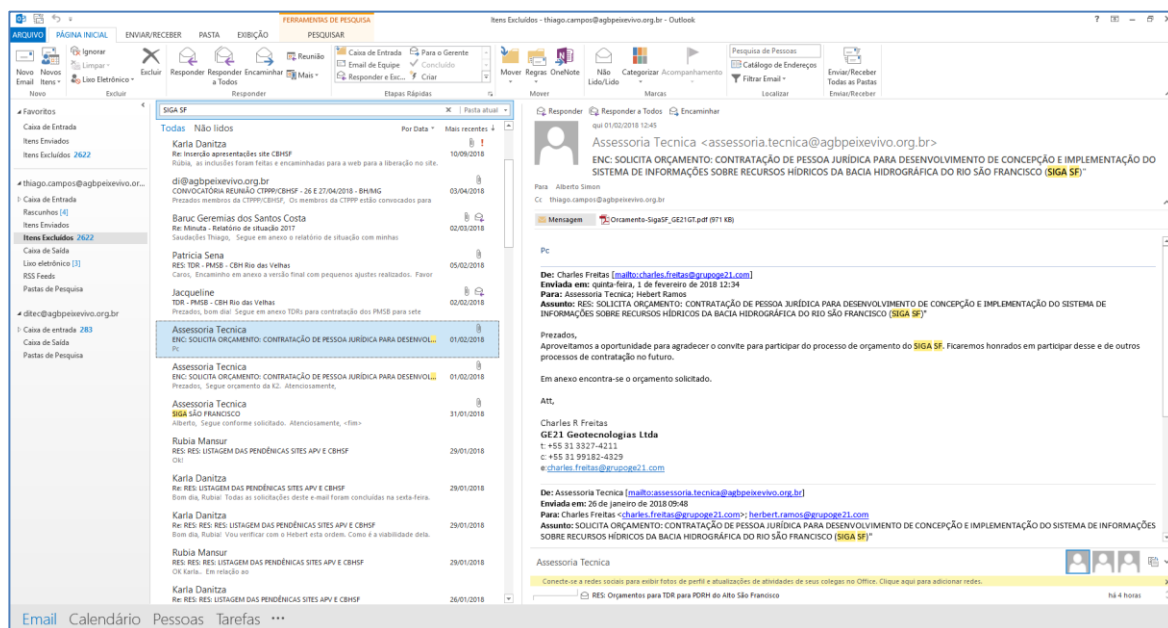 FERRAMENTAS DE PESQUISA
Itens Excluídos - thiago.campos@agbpeixevivo.org.br - Outlook
ARQUIVO PÁGINA INICIAL ENVIAR/RECEBER PASTA EXIBIÇÃO PESQUISAR
Novo Email
Novos Itens
Novo
Ignorar
Limpar
Lixo Eletrônico
Excluir
Excluir
Responder
Responder a Todos
Encaminhar
Reunião
Mais
Responder
Caixa de Entrada
Email de Equipe
Responder e Esc...
Para o Gerente
Concluído
Criar
Etapas Rápidas
Mover Regras OneNote
Mover
Não Lido/Lido
Categorizar
Acompanhamento
Marcas
Pesquisa de Pessoas
Catálogo de Endereços
Filtrar Email
Localizar
Enviar/Receber
Todas as Pastas
Enviar/Receber
Favoritos
Caixa de Entrada
Itens Enviados
Itens Excluídos 2622
thiago.campos@agbpeixevivo.or...
Caixa de Entrada
Rascunhos [4]
Itens Enviados
Itens Excluídos 2622
Caixa de Saída
Lixo eletrônico [3]
RSS Feeds
Pastas de Pesquisa
ditec@agbpeixevivo.org.br
Caixa de entrada 283
Caixa de Saída
Pastas de Pesquisa
SIGA SF
Pasta atual
Todas Não lidos Por Data Mais recentes
Karla Danitza
Re: Inserção apresentações site CBHSF 10/09/2018
Rúbia, as inclusões foram feitas e encaminhadas para a web para a liberação no site.
di@agbpeixevivo.org.br
CONVOCATÓRIA REUNIÃO CTPPP/CBHSF - 26 E 27/04/2018 - BH/MG 03/04/2018
Prezados membros da CTPPP/CBHSF, Os membros da CTPPP estão convocados para
Baruc Geremias dos Santos Costa
Re: Minuta - Relatório de situação 2017 02/03/2018
Saudações Thiago, Segue em anexo o relatório de situação com minhas
Patricia Sena
RES: TDR - PMSB - CBH Rio das Velhas 05/02/2018
Caros, Encaminho em anexo a versão final com pequenos ajustes realizados. Favor
Jacqueline
TDR - PMSB - CBH Rio das Velhas 02/02/2018
Prezados, bom dia! Segue em anexo TDRs para contratação dos PMSB para sete
Assessoria Tecnica
ENC: SOLICITA ORÇAMENTO: CONTRATAÇÃO DE PESSOA JURÍDICA PARA DESENVOL... 01/02/2018
Pc
Assessoria Tecnica
ENC: SOLICITA ORÇAMENTO: CONTRATAÇÃO DE PESSOA JURÍDICA PARA DESENVOL... 01/02/2018
Prezados, Segue orçamento da K2. Atenciosamente,
Assessoria Tecnica
SIGA SÃO FRANCISCO 31/01/2018
Alberto, Segue conforme solicitado. Atenciosamente, <fim>
Rubia Mansur
RES: RES: LISTAGEM DAS PENDÊNICAS SITES APV E CBHSF 29/01/2018
Ok!
Karla Danitza
Re: RES: LISTAGEM DAS PENDÊNICAS SITES APV E CBHSF 29/01/2018
Bom dia, Rubia! Todas as solicitações deste e-mail foram concluídas na sexta-feira.
Karla Danitza
Re: RES: RES: LISTAGEM DAS PENDÊNICAS SITES APV E CBHSF 29/01/2018
Bom dia, Rubia! Vou verificar com o Hebert esta ordem. Como é a viabilidade dela.
Rubia Mansur
RES: RES: RES: LISTAGEM DAS PENDÊNICAS SITES APV E CBHSF 29/01/2018
OK Karla.. Em relação ao
Karla Danitza
Re: RES: RES: LISTAGEM DAS PENDÊNICAS SITES APV E CBHSF 26/01/2018
Responder Responder a Todos Encaminhar
qui 01/02/2018 12:45
Assessoria Tecnica <assessoria.tecnica@agbpeixevivo.org.br>
ENC: SOLICITA ORÇAMENTO: CONTRATAÇÃO DE PESSOA JURÍDICA PARA DESENVOLVIMENTO DE CONCEPÇÃO E IMPLEMENTAÇÃO DO
SISTEMA DE INFORMAÇÕES SOBRE RECURSOS HÍDRICOS DA BACIA HIDROGRÁFICA DO RIO SÃO FRANCISCO (SIGA SF)"
Para Alberto Simon
Cc thiago.campos@agbpeixevivo.org.br
Mensagem Orcamento-SigaSF_GE21GT.pdf (971 KB)
Pc
De: Charles Freitas [mailto:charles.freitas@grupoge21.com]
Enviada em: quinta-feira, 1 de fevereiro de 2018 12:34
Para: Assessoria Tecnica; Hebert Ramos
Assunto: RES: SOLICITA ORÇAMENTO: CONTRATAÇÃO DE PESSOA JURÍDICA PARA DESENVOLVIMENTO DE CONCEPÇÃO E IMPLEMENTAÇÃO DO SISTEMA DE
INFORMAÇÕES SOBRE RECURSOS HÍDRICOS DA BACIA HIDROGRÁFICA DO RIO SÃO FRANCISCO (SIGA SF)"
Prezados,
Aproveitamos a oportunidade para agradecer o convite para participar do processo de orçamento do SIGA SF. Ficaremos honrados em participar desse e de outros
processos de contratação no futuro.
Em anexo encontra-se o orçamento solicitado.
Att,
Charles R Freitas
GE21 Geotecnologias Ltda
t: +55 31 3327-4211
c: +55 31 99182-4329
e:charles.freitas@grupoge21.com
De: Assessoria Tecnica [mailto:assessoria.tecnica@agbpeixevivo.org.br]
Enviada em: 26 de janeiro de 2018 09:48
Para: Charles Freitas <charles.freitas@grupoge21.com>; herbert.ramos@grupoge21.com
Assunto: SOLICITA ORÇAMENTO: CONTRATAÇÃO DE PESSOA JURÍDICA PARA DESENVOLVIMENTO DE CONCEPÇÃO E IMPLEMENTAÇÃO DO SISTEMA DE INFORMAÇÕES
SOBRE RECURSOS HÍDRICOS DA BACIA HIDROGRÁFICA DO RIO SÃO FRANCISCO (SIGA SF)"
Assessoria Tecnica
Conecte-se a redes sociais para exibir fotos de perfil e atualizações de atividades de seus colegas no Office. Clique aqui para adicionar redes.
RES: Orçamentos para TDR para PDRH do Alto São Francisco há 4 horas
Email Calendário Pessoas Tarefas ...